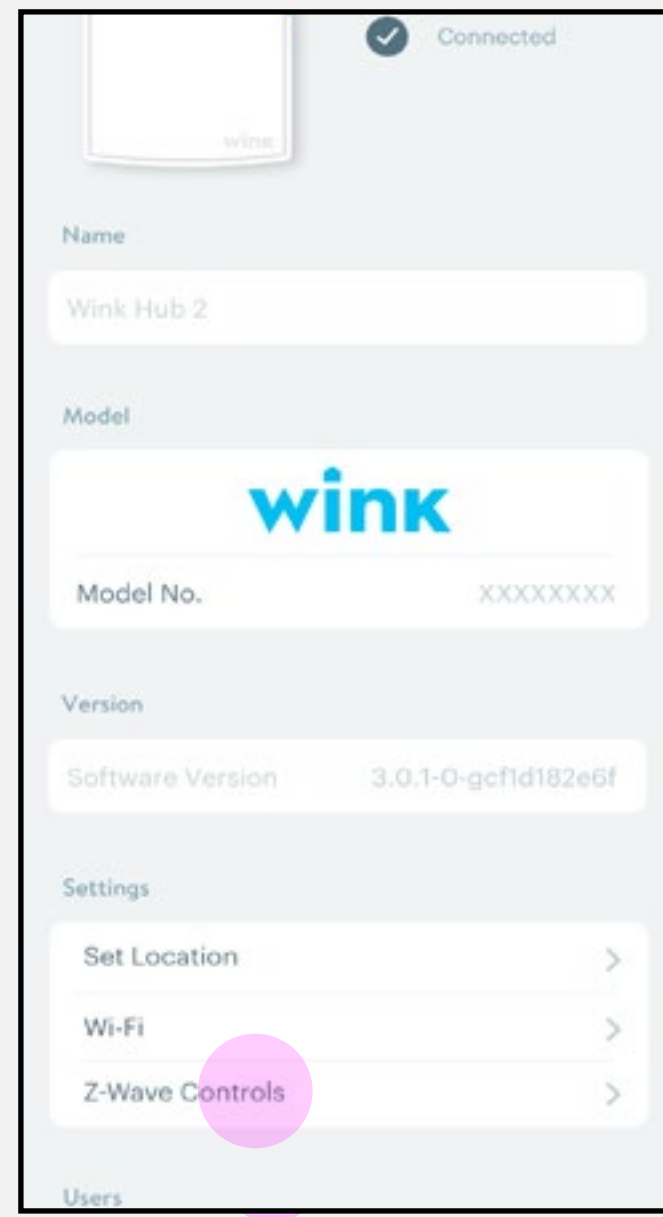 Connected
wink
Name
Wink Hub 2
Model
wink
Model No. XXXXXXXX
Version
Software Version 3.0.1-0-gcf1d182e6f
Settings
Set Location
Wi-Fi
Z-Wave Controls
Users